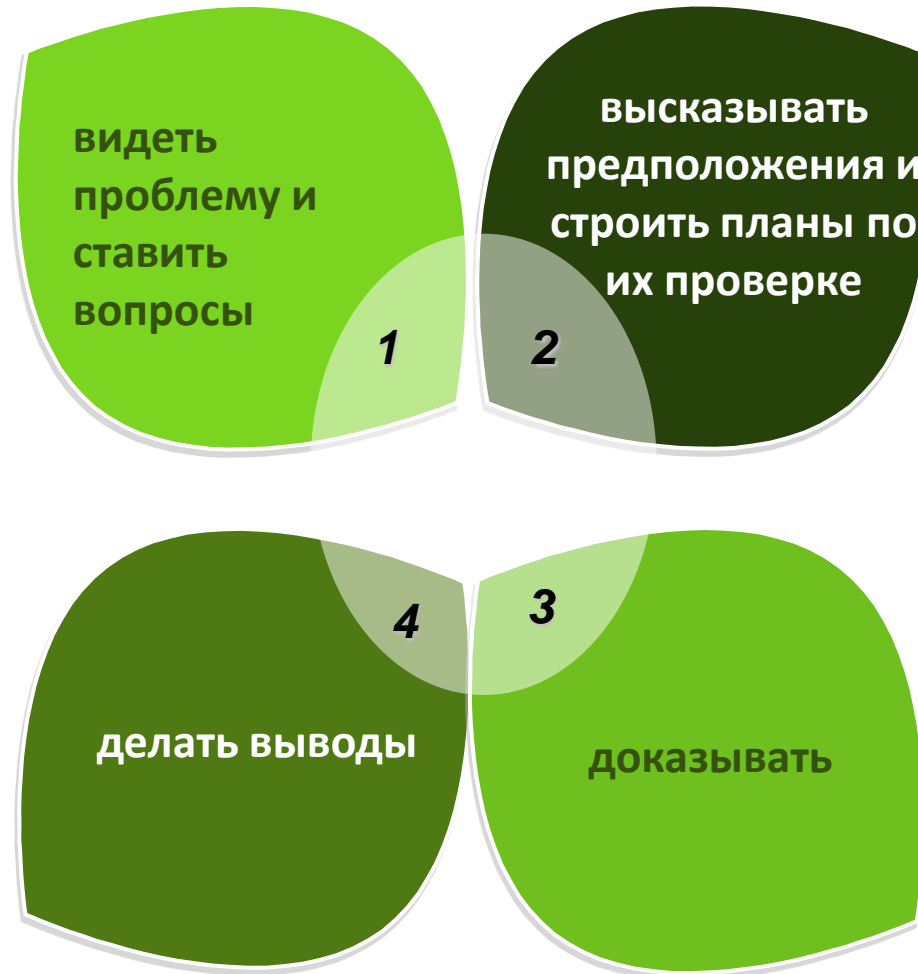 видеть
проблему и
ставить
вопросы
1
высказывать
предположения и
строить планы по
их проверке
2
3
доказывать
4
делать выводы